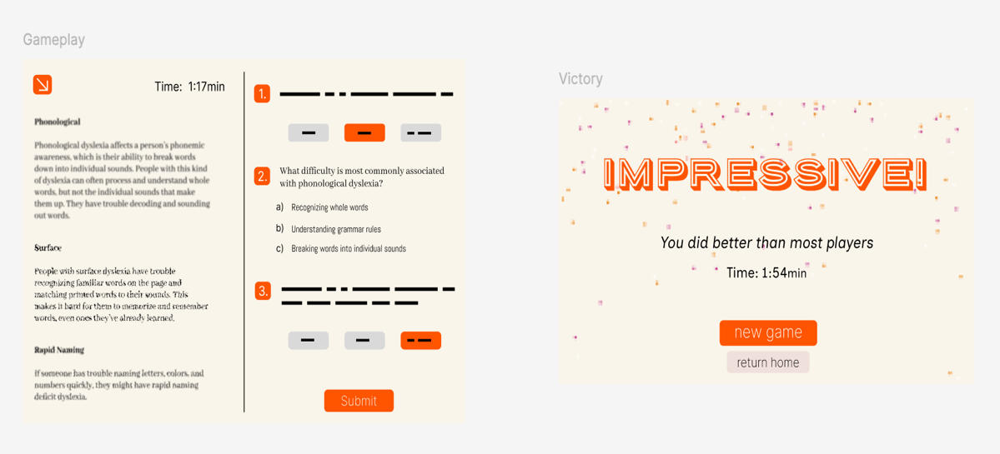 Gameplay
Time: 1:17min
Phonological
Phonological dyslexia affects a person's phonemic
awareness, which is their ability to break words
down into individual sounds. People with this kind
of dyslexia can often process and understand whole
words, but not the individual sounds that make
them up. They have trouble decoding and sounding
out words.
Surface
People with surface dyslexia have trouble
recognizing familiar words on the page and
matching printed words to their sounds. This
makes it hard for them to memorize and remember
words, even ones they've already learned.
Rapid Naming
If someone has trouble naming letters, colors, and
numbers quickly, they might have rapid naming
deficit dyslexia.
1.
2. What difficulty is most commonly associated
with phonological dyslexia?
a) Recognizing whole words
b) Understanding grammar rules
c) Breaking words into individual sounds
3.
Submit
Victory
IMPRESSIVE!
You did better than most players
Time: 1:54min
new game
return home